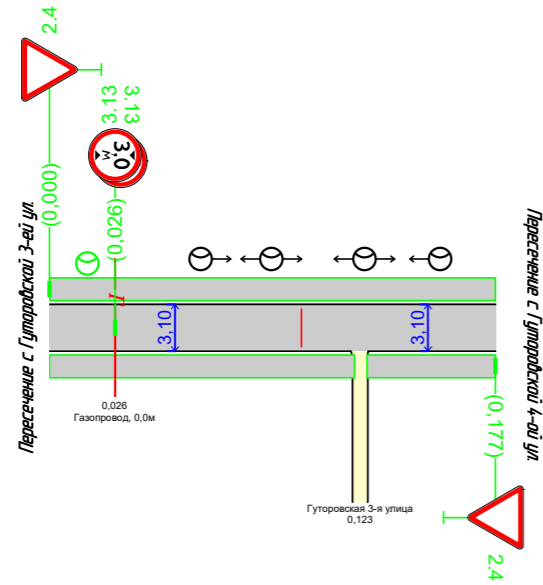 2.4
(0,000)
Пересечение с Гуторовской 3-ей ул.
3.13
3.13
3,0
м
(0,026)
Г
3,10
3,10
0,026
Газопровод, 0,0м
Гуторовская 3-я улица
0,123
Пересечение с Гуторовской 4-ой ул.
(0,177)
2.4